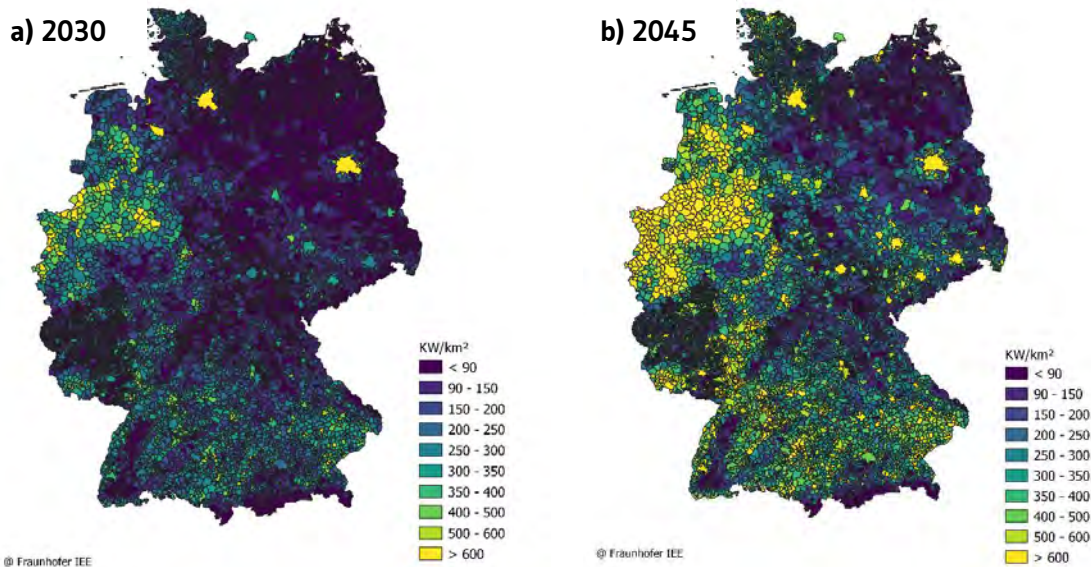 a) 2030
KW/km²
< 90
90 - 150
150 - 200
200 - 250
250 - 300
300 - 350
350 - 400
400 - 500
500 - 600
> 600
@ Fraunhofer IEE
b) 2045
KW/km²
< 90
90 - 150
150 - 200
200 - 250
250 - 300
300 - 350
350 - 400
400 - 500
500 - 600
> 600
@ Fraunhofer IEE